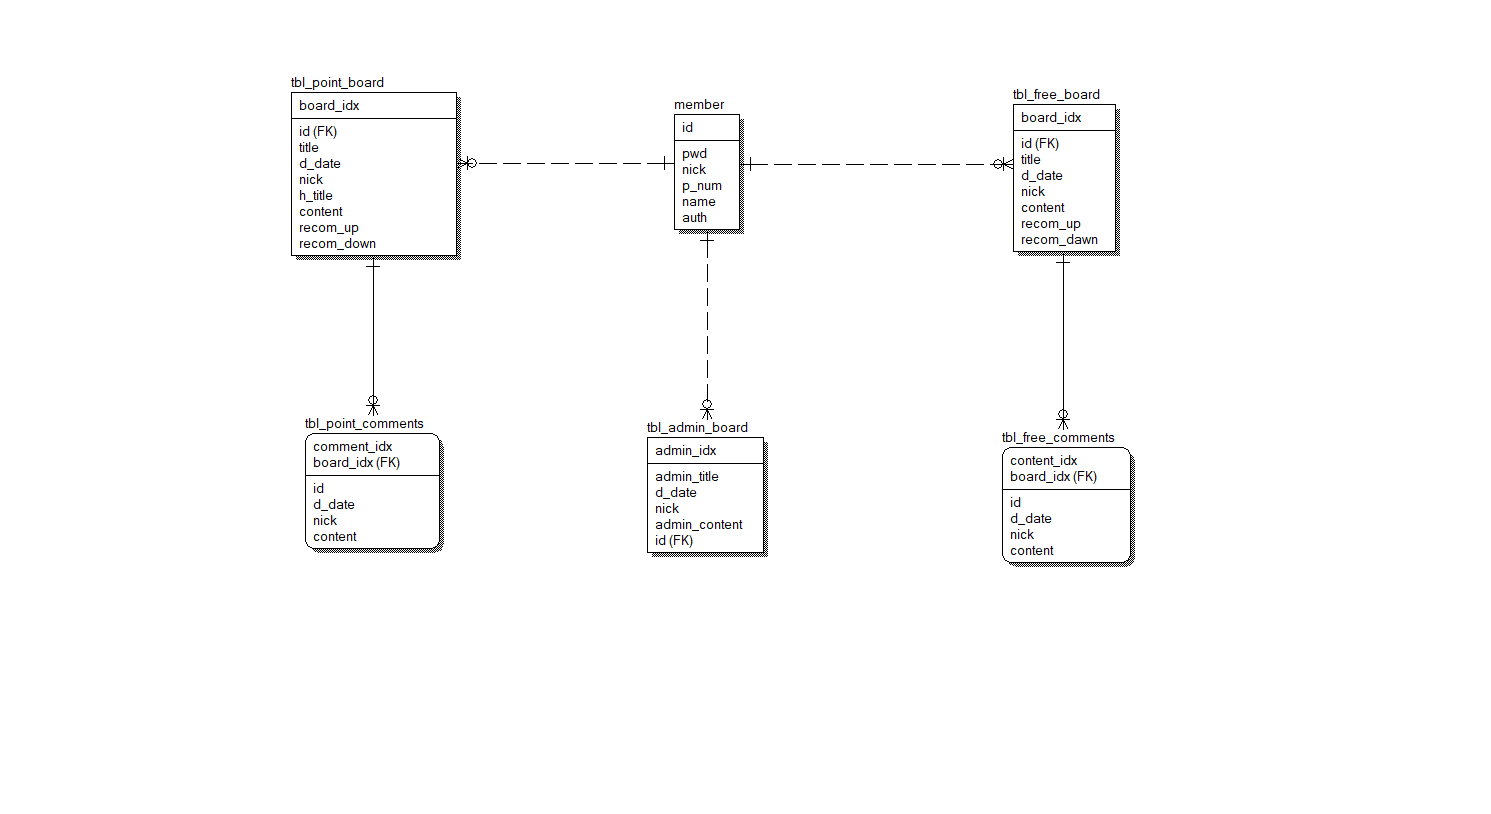 tbl_point_board
board_idx
id (FK)
title
d_date
nick
h_title
content
recom_up
recom_down
member
id
pwd
nick
p_num
name
auth
tbl_free_board
board_idx
id (FK)
title
d_date
nick
content
recom_up
recom_dawn
tbl_point_comments
comment_idx
board_idx (FK)
id
d_date
nick
content
tbl_admin_board
admin_idx
admin_title
d_date
nick
admin_content
id (FK)
tbl_free_comments
content_idx
board_idx (FK)
id
d_date
nick
content